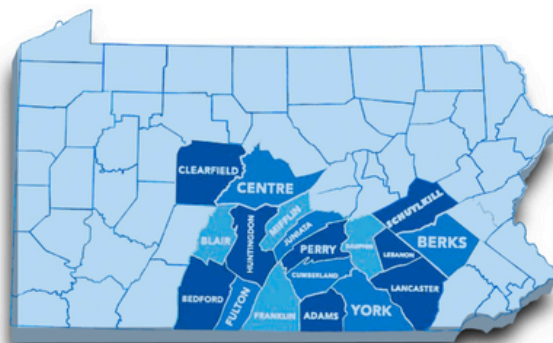 CLEARFIELD
CENTRE
BLAIR
HUNTINGDON
MIFFLIN
JUNIATA
PERRY
DAUPHIN
SCHUYLKILL
LEBANON
BERKS
CUMBERLAND
LANCASTER
BEDFORD
FULTON
FRANKLIN
ADAMS
YORK